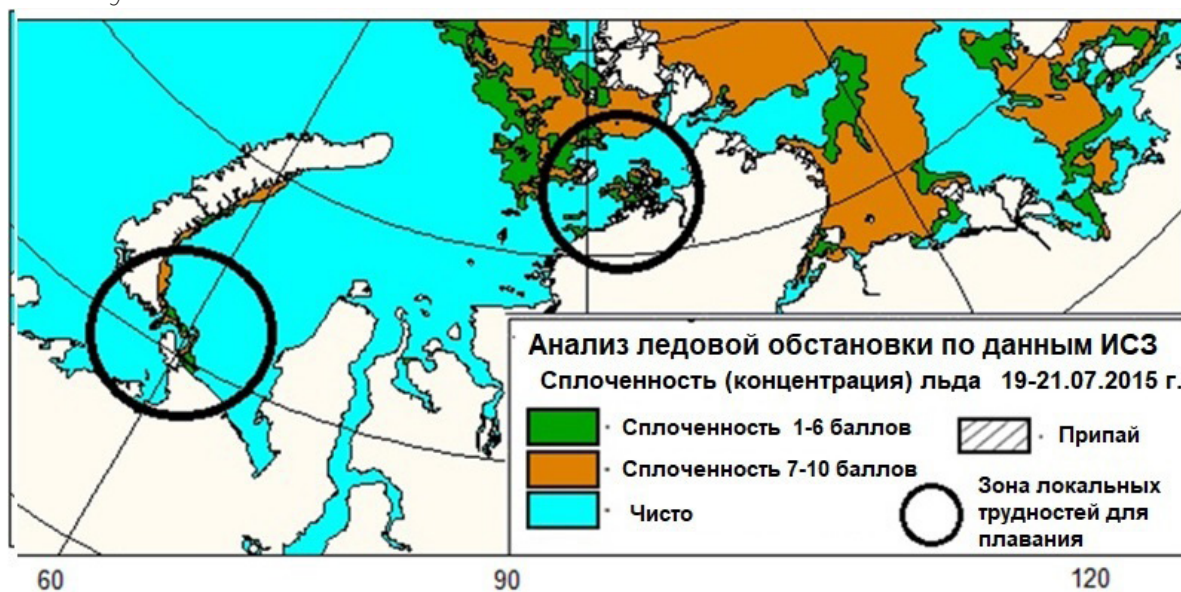 Анализ ледовой обстановки по данным ИСЗ
Сплоченность (концентрация) льда 19-21.07.2015 г.
Сплоченность 1-6 баллов
Сплоченность 7-10 баллов
Чисто
Припай
Зона локальных
трудностей для
плавания
60
90
120